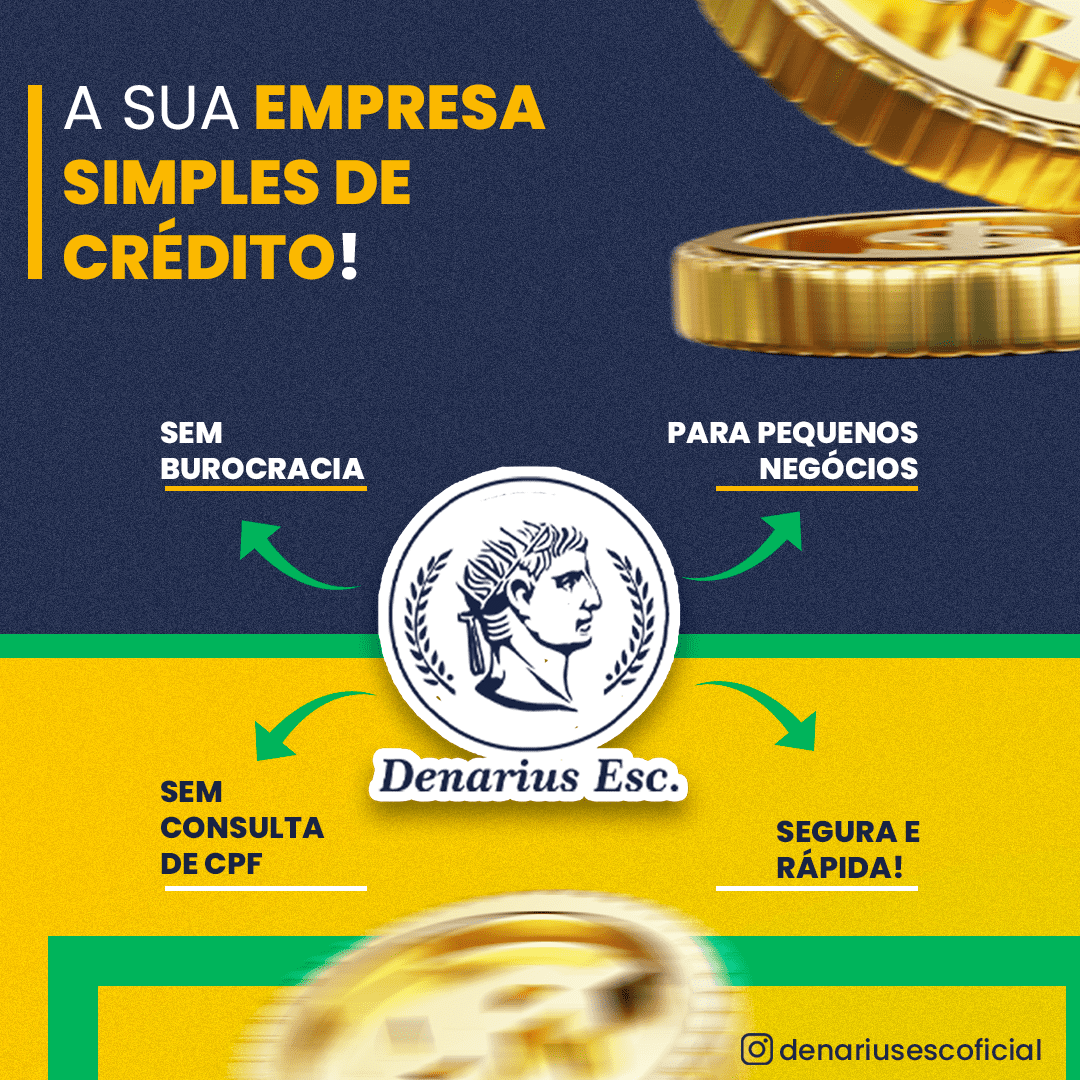 A SUA EMPRESA
SIMPLES DE
CRÉDITO!
SEM
BUROCRACIA
PARA PEQUENOS
NEGÓCIOS
Denarius Esc.
SEM
CONSULTA
DE CPF
SEGURA E
RÁPIDA!
denariusescoficial